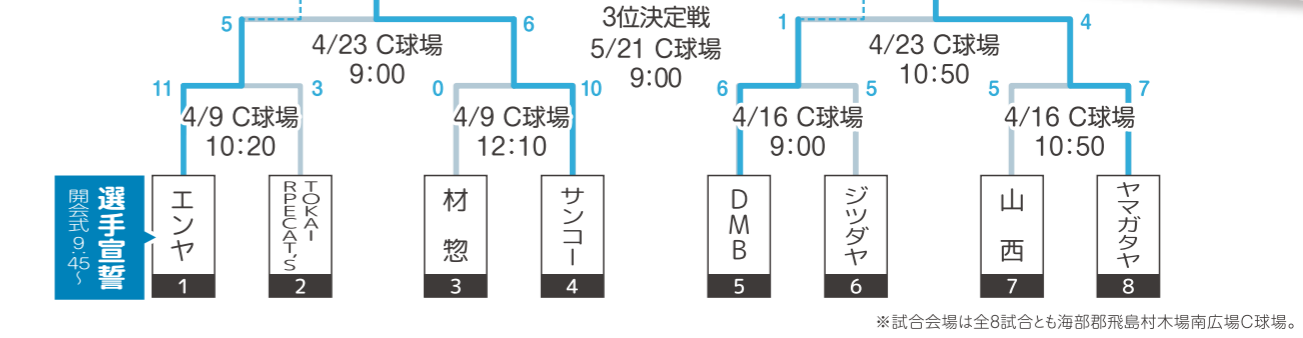 3位決定戦
5/21 C球場
9:00
5
6
4/23 C球場
9:00
1
4
4/23 C球場
10:50
11
3
4/9 C球場
10:20
0
10
4/9 C球場
12:10
6
5
4/16 C球場
9:00
5
7
4/16 C球場
10:50
選手宣誓
開会式 9:45~
エンヤ
1
TOKAI
RPECAT'S
2
材惣
3
サンコー
4
DMB
5
ジツダヤ
6
山西
7
ヤマガタヤ
8
※試合会場は全8試合とも海部郡飛島村木場南広場C球場。